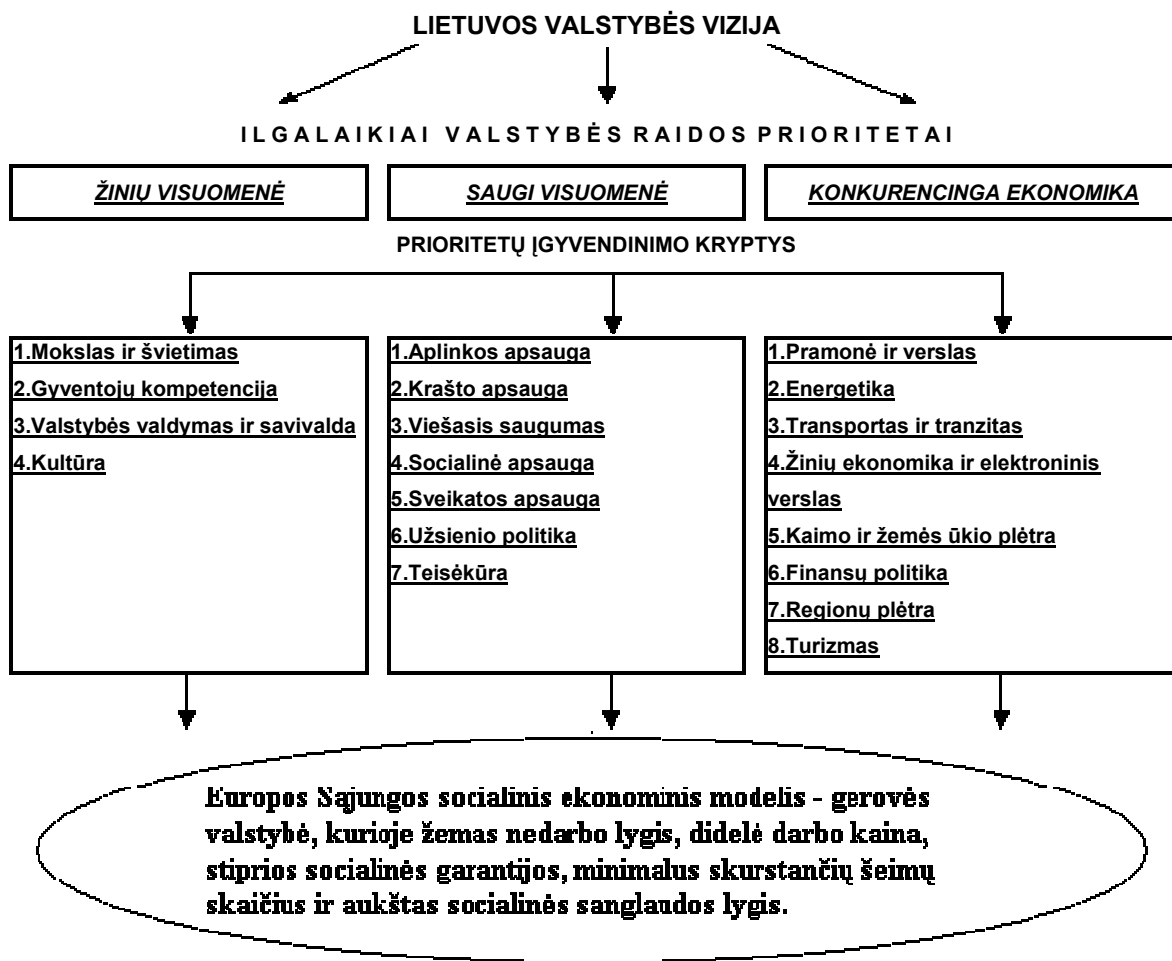 LIETUVOS VALSTYBĖS VIZIJA
ILGALAIKIAI VALSTYBĖS RAIDOS PRIORITETAI
ŽINIŲ VISUOMENĖ
SAUGI VISUOMENĖ
KONKURENCINGA EKONOMIKA
PRIORITETŲ ĮGYVENDINIMO KRYPTYS
1.Mokslas ir švietimas
2.Gyventojų kompetencija
3.Valstybės valdymas ir savivalda
4.Kultūra
1.Aplinkos apsauga
2.Krašto apsauga
3.Viešasis saugumas
4.Socialinė apsauga
5.Sveikatos apsauga
6.Užsienio politika
7.Teisėkūra
1.Pramonė ir verslas
2.Energetika
3.Transportas ir tranzitas
4.Žinių ekonomika ir elektroninis
verslas
5.Kaimo ir žemės ūkio plėtra
6.Finansų politika
7.Regionų plėtra
8.Turizmas
Europos Sąjungos socialinis ekonominis modelis - gerovės
valstybė, kurioje žemas nedarbo lygis, didelė darbo kaina,
stiprios socialinės garantijos, minimalus skurstančių šeimų
skaičius ir aukštas socialinės sanglaudos lygis.